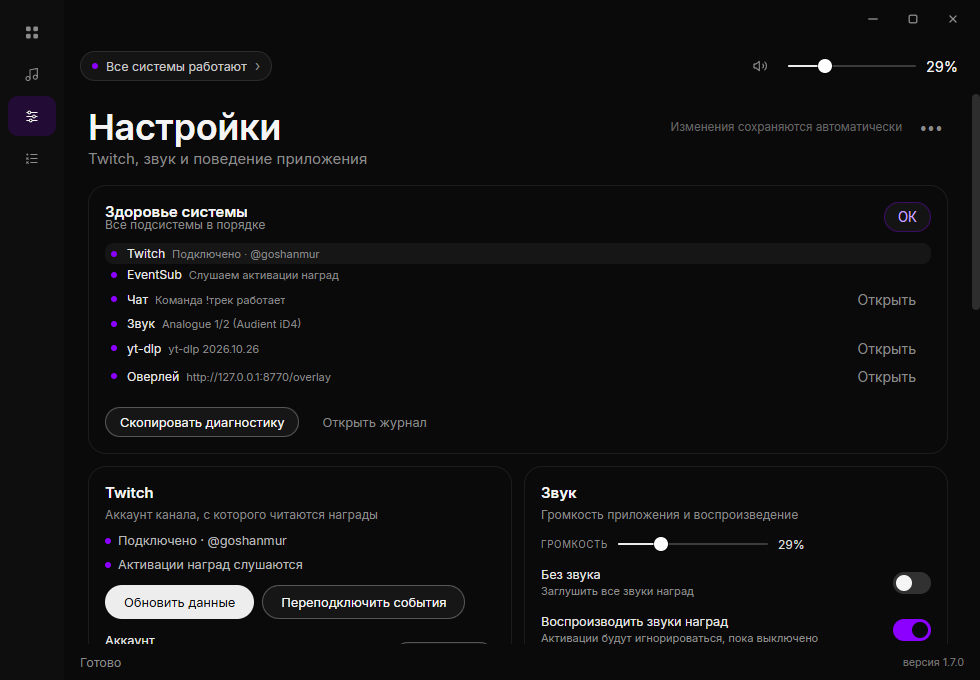 Все системы работают
29%
Настройки
Изменения сохраняются автоматически
Twitch, звук и поведение приложения
Здоровье системы
Все подсистемы в порядке
ОК
Twitch Подключено · @goshanmur
EventSub Слушаем активации наград
Чат Команда !трек работает Открыть
Звук Analogue 1/2 (Audient iD4)
yt-dlp yt-dlp 2026.10.26 Открыть
Оверлей http://127.0.0.1:8770/overlay Открыть
Скопировать диагностику Открыть журнал
Twitch
Аккаунт канала, с которого читаются награды
Подключено · @goshanmur
Активации наград слушаются
Обновить данные Переподключить события
Аккаунт
Звук
Громкость приложения и воспроизведение
ГРОМКОСТЬ 29%
Без звука
Заглушить все звуки наград
Воспроизводить звуки наград
Активации будут игнорироваться, пока выключено
Готово
версия 1.7.0